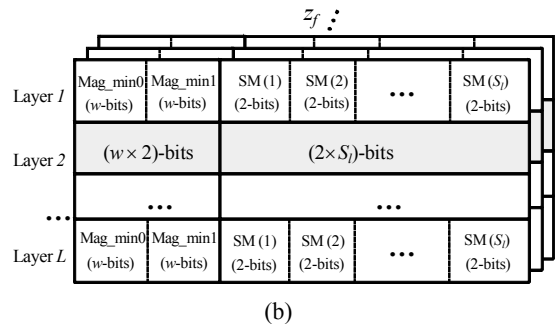 z_f ⋮
Layer 1 Mag_min0 Mag_min1 SM(1) SM(2) ••• SM(S_l)
(w-bits) (w-bits) (2-bits) (2-bits) (2-bits)
Layer 2 (w × 2)-bits (2×S_l)-bits
••• ••• •••
Layer L Mag_min0 Mag_min1 SM(1) SM(2) ••• SM(S_l)
(w-bits) (w-bits) (2-bits) (2-bits) (2-bits)
(b)